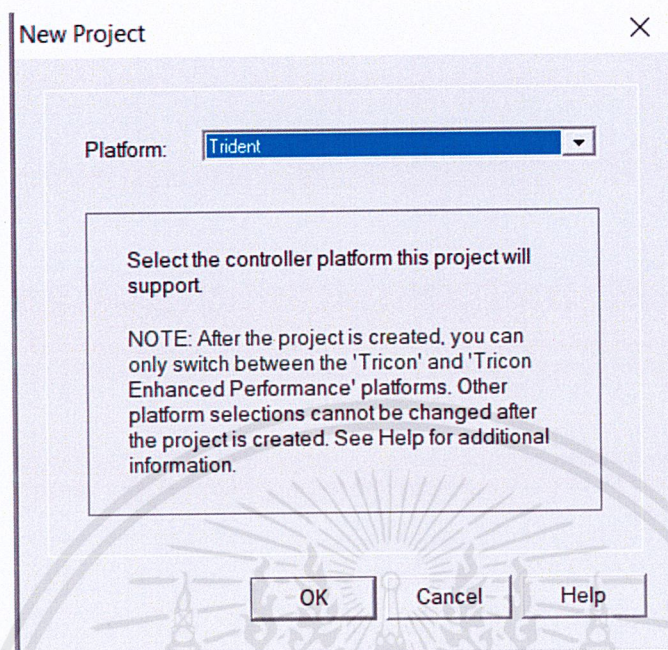 New Project
Platform:
Trident
Select the controller platform this project will
support.
NOTE: After the project is created, you can
only switch between the 'Tricon' and 'Tricon
Enhanced Performance' platforms. Other
platform selections cannot be changed after
the project is created. See Help for additional
information.
OK
Cancel
Help